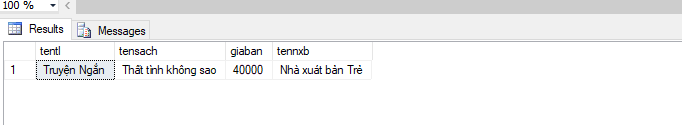 100 %
Results Messages
tentl tensach giaban tennxb
1 Truyện Ngắn Thất tình không sao 40000 Nhà xuất bản Trẻ